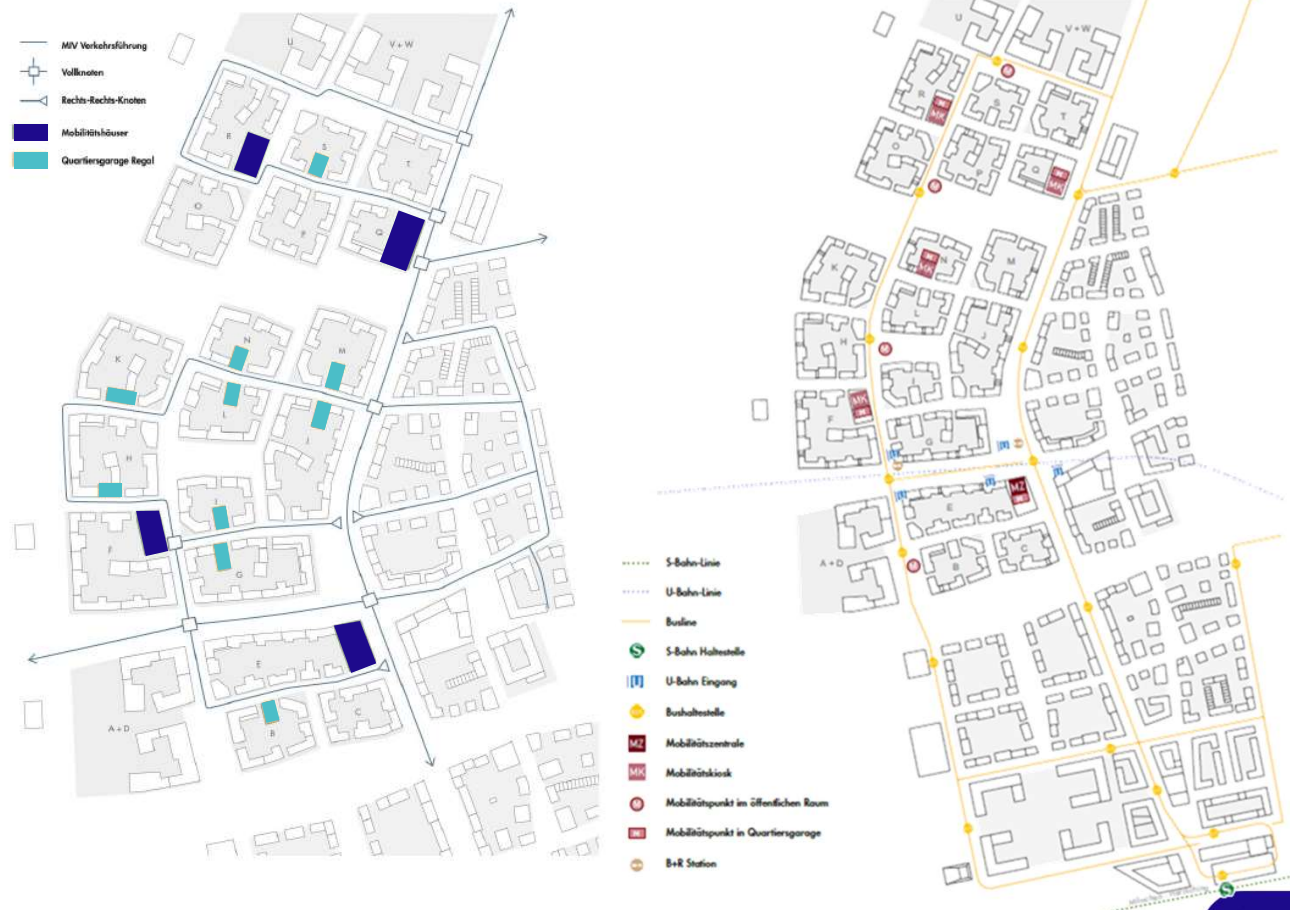 MIV Verkehrsführung
Vollknoten
Rechts-Rechts-Knoten
Mobilitätshäuser
Quartiersgarage Regal
U
V + W
R
S
T
O
P
Q
K
N
M
L
J
H
I
F
G
E
A + D
B
C
U
V + W
R
S
T
O
P
Q
MK
MK
M
M
K
N
M
MK
L
J
H
M
I
F
MK
G
U
U
U
U
E
MZ
A + D
B
C
M
S-Bahn-Linie
U-Bahn-Linie
Busline
S S-Bahn Haltestelle
U U-Bahn Eingang
Bushaltestelle
MZ Mobilitätszentrale
MK Mobilitätskiosk
M Mobilitätspunkt im öffentlichen Raum
M Mobilitätspunkt in Quartiersgarage
B+R Station
S